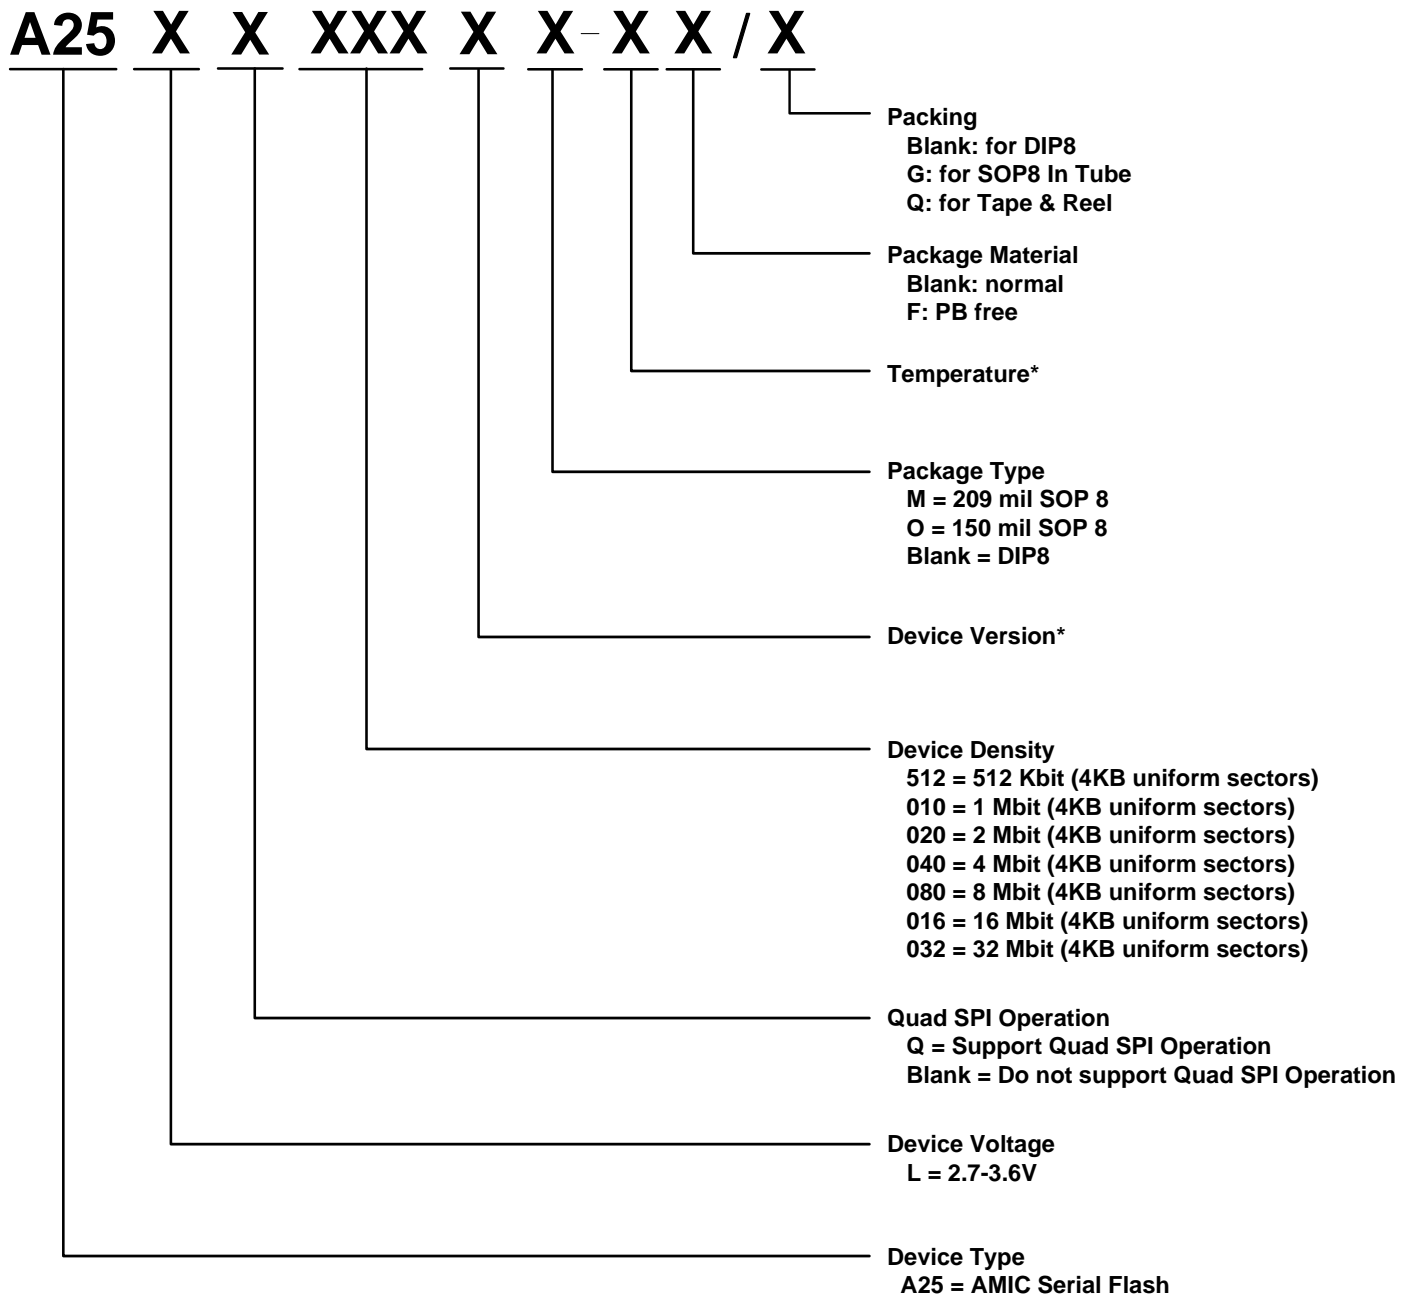 A25 X X XXX X X - X X / X
Packing
Blank: for DIP8
G: for SOP8 In Tube
Q: for Tape & Reel
Package Material
Blank: normal
F: PB free
Temperature*
Package Type
M = 209 mil SOP 8
O = 150 mil SOP 8
Blank = DIP8
Device Version*
Device Density
512 = 512 Kbit (4KB uniform sectors)
010 = 1 Mbit (4KB uniform sectors)
020 = 2 Mbit (4KB uniform sectors)
040 = 4 Mbit (4KB uniform sectors)
080 = 8 Mbit (4KB uniform sectors)
016 = 16 Mbit (4KB uniform sectors)
032 = 32 Mbit (4KB uniform sectors)
Quad SPI Operation
Q = Support Quad SPI Operation
Blank = Do not support Quad SPI Operation
Device Voltage
L = 2.7-3.6V
Device Type
A25 = AMIC Serial Flash